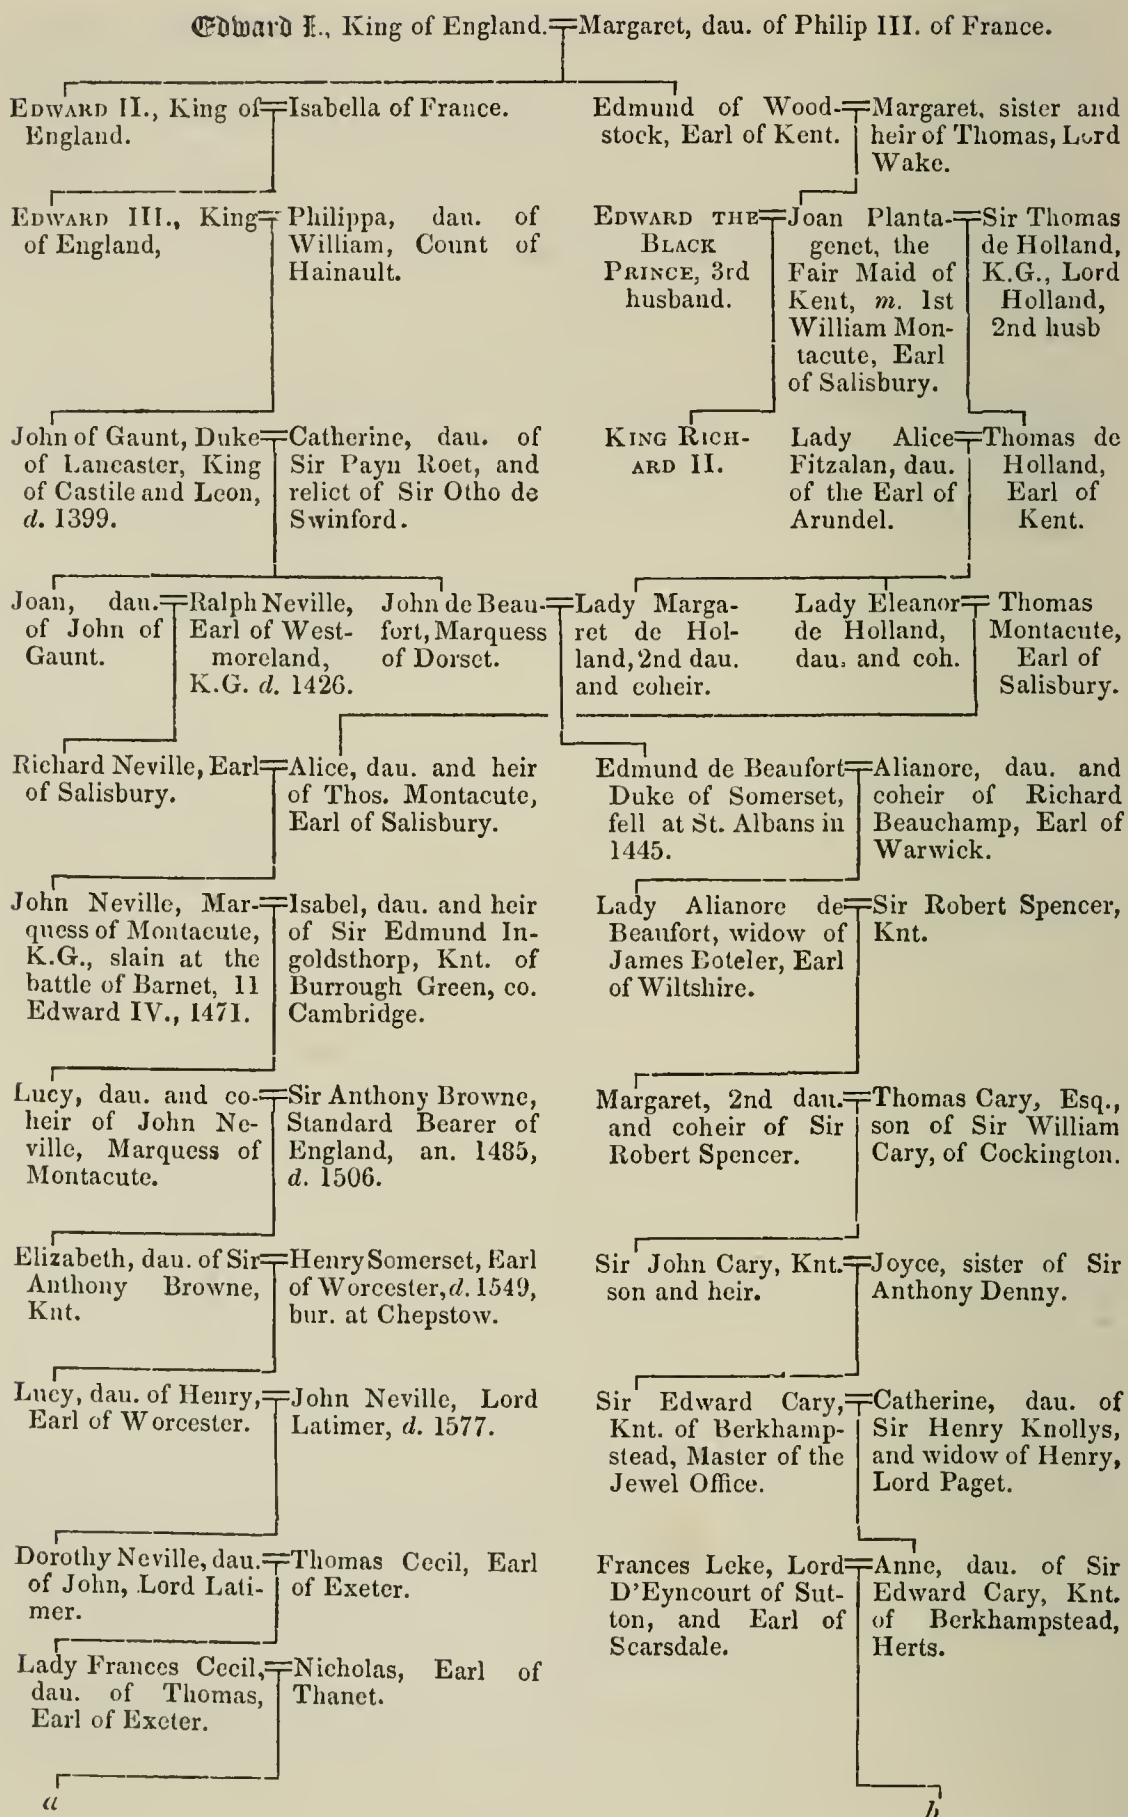 Edward I., King of England. Margaret, dau. of Philip III. of France.
EDWARD II., King of
England.
Isabella of France.
Edmund of Wood-
stock, Earl of Kent.
Margaret, sister and
heir of Thomas, Lord
Wake.
EDWARD III., King
of England,
Philippa, dau. of
William, Count of
Hainault.
EDWARD THE
BLACK
PRINCE, 3rd
husband.
Joan Planta-
genet, the
Fair Maid of
Kent, m. 1st
William Mon-
tacute, Earl
of Salisbury.
Sir Thomas
de Holland,
K.G., Lord
Holland,
2nd husb
John of Gaunt, Duke
of Lancaster, King
of Castile and Leon,
d. 1399.
Catherine, dau. of
Sir Payn Roet, and
relict of Sir Otho de
Swinford.
KING RICH-
ARD II.
Lady Alice
Fitzalan, dau.
of the Earl of
Arundel.
Thomas de
Holland,
Earl of
Kent.
Joan, dau.
of John of
Gaunt.
Ralph Neville,
Earl of West-
moreland,
K.G. d. 1426.
John de Beau-
fort, Marquess
of Dorset.
Lady Marga-
ret de Hol-
land, 2nd dau.
and coheir.
Lady Eleanor
de Holland,
dau. and coh.
Thomas
Montacute,
Earl of
Salisbury.
Richard Neville, Earl
of Salisbury.
Alice, dau. and heir
of Thos. Montacute,
Earl of Salisbury.
Edmund de Beaufort
Duke of Somerset,
fell at St. Albans in
1445.
Alianore, dau. and
coheir of Richard
Beauchamp, Earl of
Warwick.
John Neville, Mar-
quess of Montacute,
K.G., slain at the
battle of Barnet, 11
Edward IV., 1471.
Isabel, dau. and heir
of Sir Edmund In-
goldsthorp, Knt. of
Burrough Green, co.
Cambridge.
Lady Alianore de
Beaufort, widow of
James Boteler, Earl
of Wiltshire.
Sir Robert Spencer,
Knt.
Lucy, dau. and co-
heir of John Ne-
ville, Marquess of
Montacute.
Sir Anthony Browne,
Standard Bearer of
England, an. 1485,
d. 1506.
Margaret, 2nd dau.
and coheir of Sir
Robert Spencer.
Thomas Cary, Esq.,
son of Sir William
Cary, of Cockington.
Elizabeth, dau. of Sir
Anthony Browne,
Knt.
Henry Somerset, Earl
of Worcester, d. 1549,
bur. at Chepstow.
Sir John Cary, Knt.
son and heir.
Joyce, sister of Sir
Anthony Denny.
Lucy, dau. of Henry,
Earl of Worcester.
John Neville, Lord
Latimer, d. 1577.
Sir Edward Cary,
Knt. of Berkhamp-
stead, Master of the
Jewel Office.
Catherine, dau. of
Sir Henry Knollys,
and widow of Henry,
Lord Paget.
Dorothy Neville, dau.
of John, Lord Lati-
mer.
Thomas Cecil, Earl
of Exeter.
Frances Leke, Lord
D'Eyncourt of Sut-
ton, and Earl of
Scarsdale.
Anne, dau. of Sir
Edward Cary, Knt.
of Berkhampstead,
Herts.
Lady Frances Cecil,
dau. of Thomas,
Earl of Exeter.
Nicholas, Earl of
Thanet.
a
b